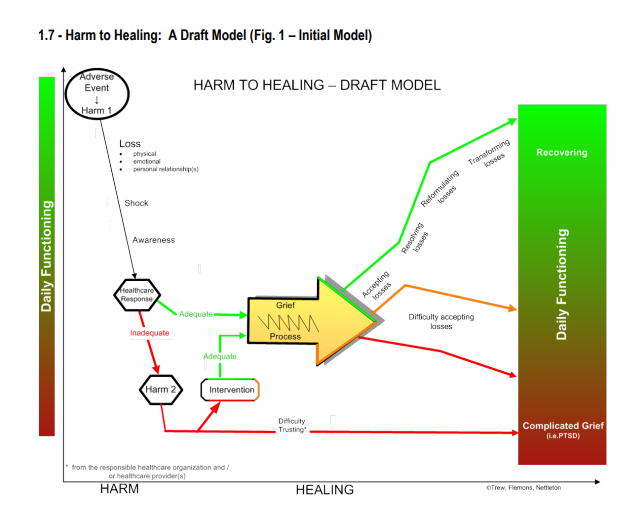 1.7 - Harm to Healing:  A Draft Model (Fig. 1 – Initial Model)
HARM TO HEALING – DRAFT MODEL
Adverse
Event
↓
Harm 1
Loss
• physical
• emotional
• personal relationship(s)
Shock
Awareness
Healthcare
Response
Adequate
Inadequate
Harm 2
Adequate
Intervention
Grief
Process
Accepting
losses
Resolving
losses
Reformulating
losses
Transforming
losses
Difficulty accepting
losses
Difficulty
Trusting*
Recovering
Daily Functioning
Complicated Grief
(i.e.PTSD)
Daily Functioning
* from the responsible healthcare organization and /
or healthcare provider(s)
HARM
HEALING
©Trew, Flemons, Nettleton